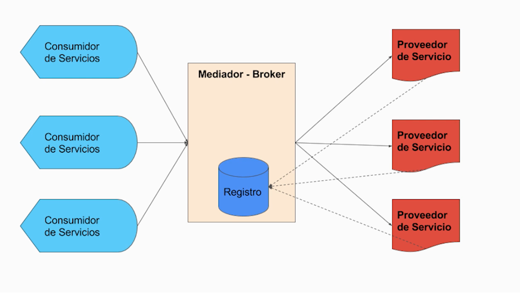 Consumidor
de Servicios
Consumidor
de Servicios
Consumidor
de Servicios
Mediador - Broker
Registro
Proveedor
de Servicio
Proveedor
de Servicio
Proveedor
de Servicio